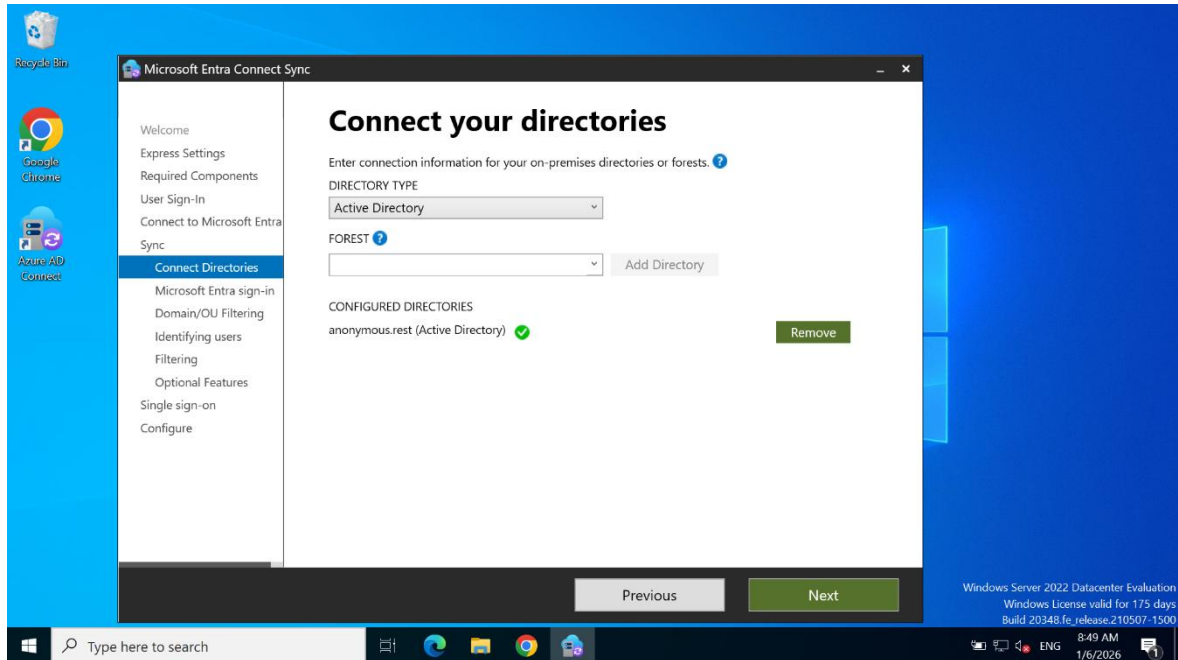 Recycle Bin
Google
Chrome
Azure AD
Connect
Microsoft Entra Connect Sync
Welcome
Express Settings
Required Components
User Sign-In
Connect to Microsoft Entra
Sync
Connect Directories
Microsoft Entra sign-in
Domain/OU Filtering
Identifying users
Filtering
Optional Features
Single sign-on
Configure
Connect your directories
Enter connection information for your on-premises directories or forests. ?
DIRECTORY TYPE
Active Directory
FOREST ?
Add Directory
CONFIGURED DIRECTORIES
anonymous.rest (Active Directory)
Remove
Previous
Next
Windows Server 2022 Datacenter Evaluation
Windows License valid for 175 days
Build 20348.fe_release.210507-1500
Type here to search
ENG
8:49 AM
1/6/2026
1